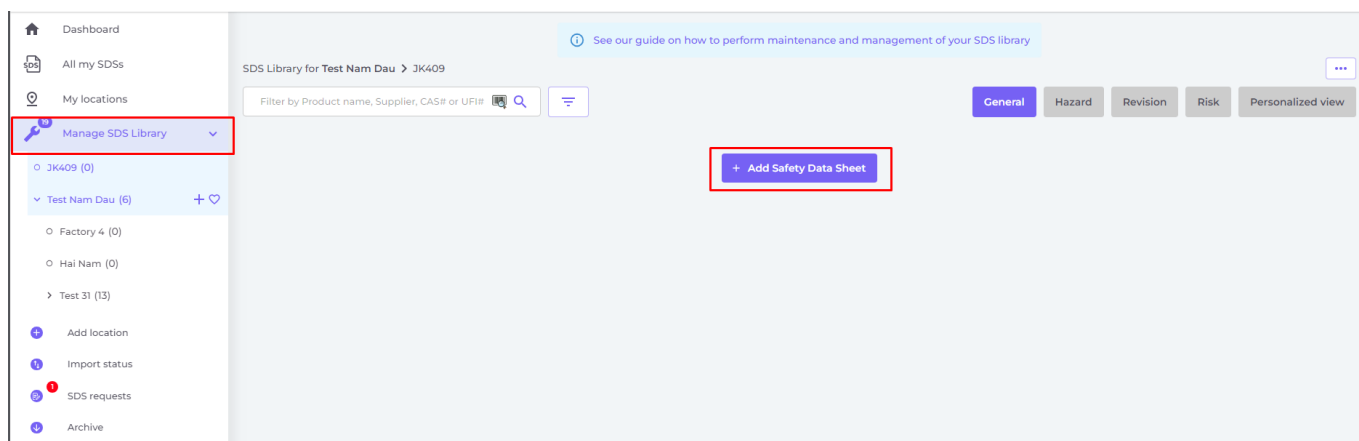 Dashboard
See our guide on how to perform maintenance and management of your SDS library
SDS
All my SDSs
SDS Library for Test Nam Dau > JK409
My locations
Filter by Product name, Supplier, CAS# or UFI#
General
Hazard
Revision
Risk
Personalized view
19
Manage SDS Library
JK409 (0)
+ Add Safety Data Sheet
Test Nam Dau (6)
Factory 4 (0)
Hai Nam (0)
Test 31 (13)
Add location
Import status
1
SDS requests
Archive